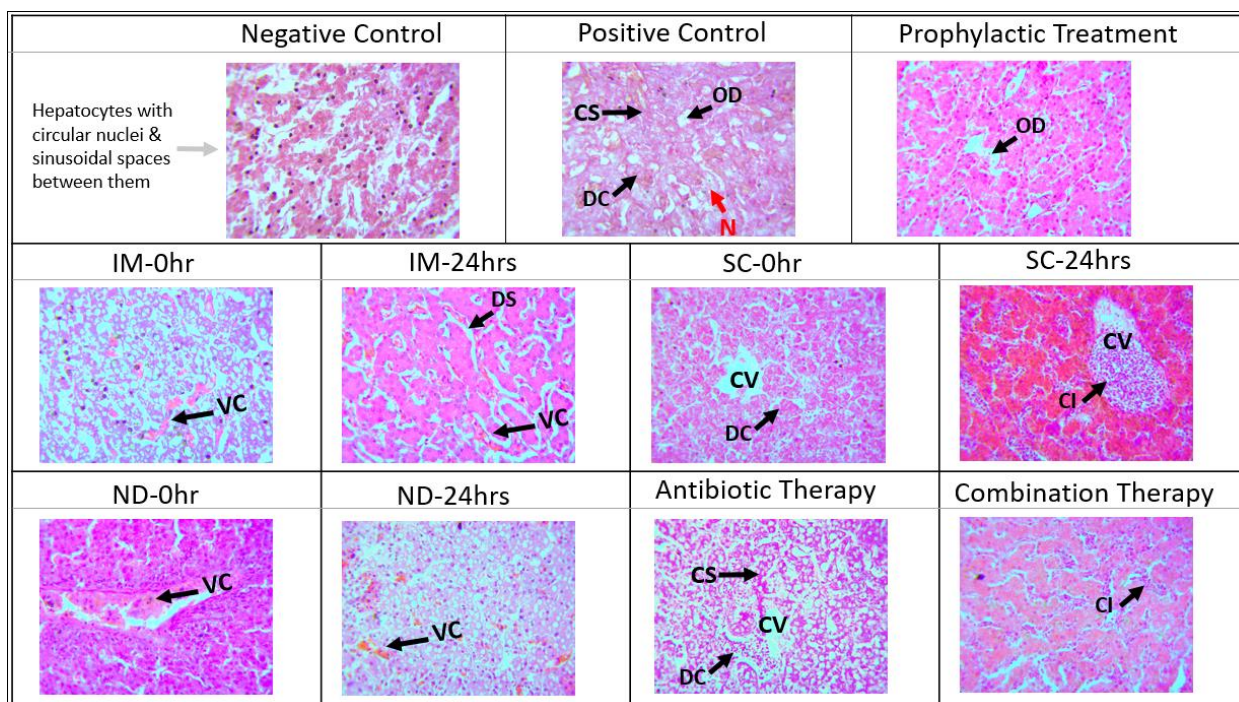 Negative Control
Positive Control
Prophylactic Treatment
Hepatocytes with
circular nuclei &
sinusoidal spaces
between them
CS
OD
DC
N
OD
IM-0hr
IM-24hrs
SC-0hr
SC-24hrs
VC
DS
VC
CV
DC
CV
CI
ND-0hr
ND-24hrs
Antibiotic Therapy
Combination Therapy
VC
VC
CS
CV
DC
CI